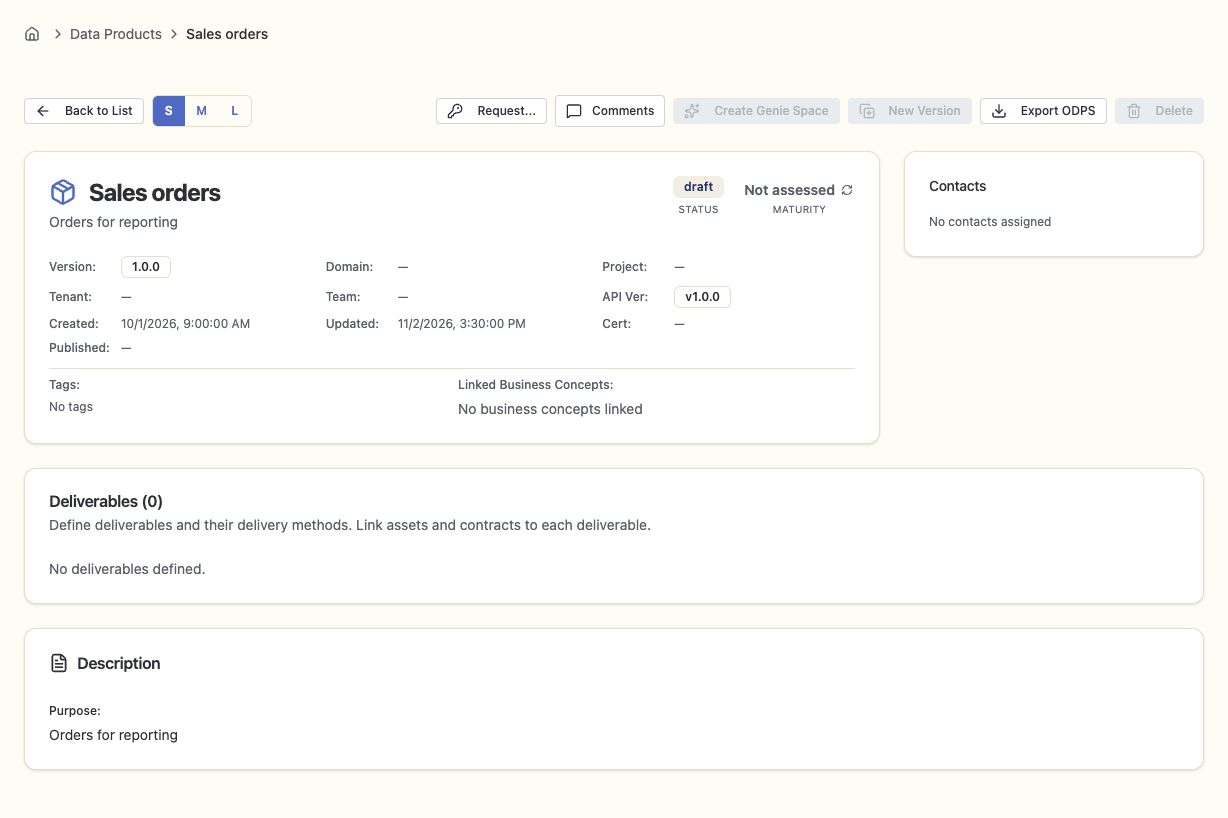 Data Products
Sales orders
Back to List
S
M
L
Request...
Comments
Create Genie Space
New Version
Export ODPS
Delete
Sales orders
Orders for reporting
draft
STATUS
Not assessed
MATURITY
Version: 1.0.0
Domain: —
Project: —
Tenant: —
Team: —
API Ver: v1.0.0
Created: 10/1/2026, 9:00:00 AM
Updated: 11/2/2026, 3:30:00 PM
Cert: —
Published: —
Tags:
No tags
Linked Business Concepts:
No business concepts linked
Contacts
No contacts assigned
Deliverables (0)
Define deliverables and their delivery methods. Link assets and contracts to each deliverable.
No deliverables defined.
Description
Purpose:
Orders for reporting